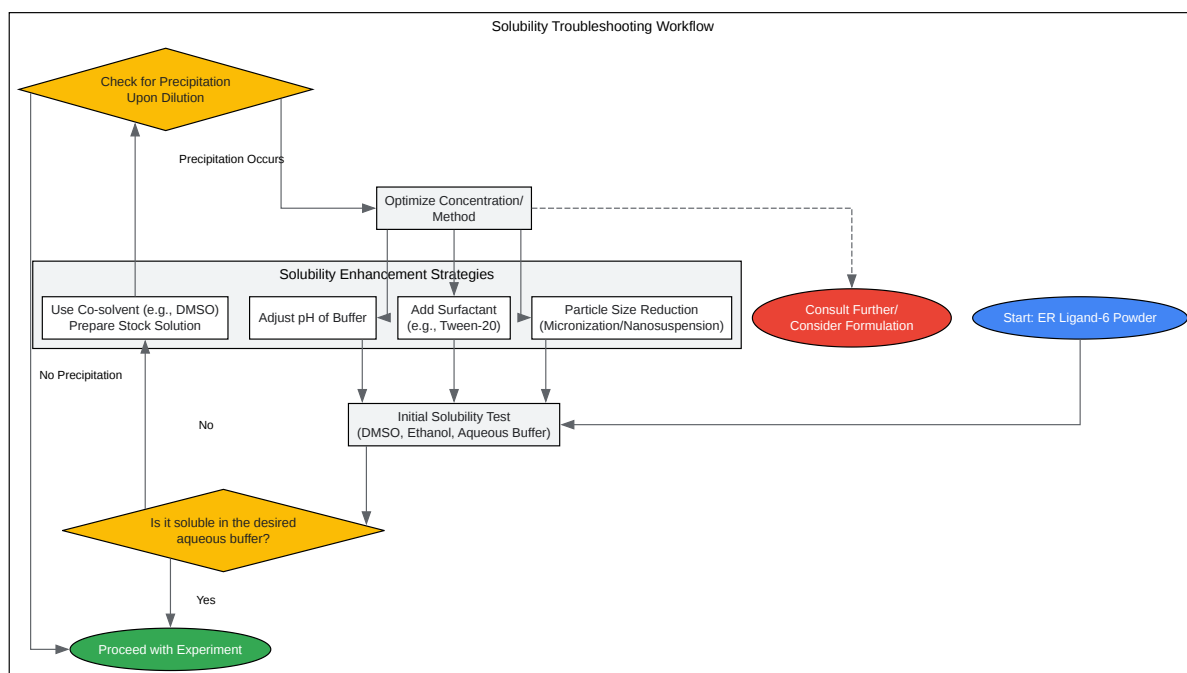 Solubility Troubleshooting Workflow
Check for Precipitation
Upon Dilution
Precipitation Occurs
Optimize Concentration/
Method
Solubility Enhancement Strategies
Use Co-solvent (e.g., DMSO)
Prepare Stock Solution
Adjust pH of Buffer
Add Surfactant
(e.g., Tween-20)
Particle Size Reduction
(Micronization/Nanosuspension)
Consult Further/
Consider Formulation
Start: ER Ligand-6 Powder
No Precipitation
No
Initial Solubility Test
(DMSO, Ethanol, Aqueous Buffer)
Is it soluble in the desired
aqueous buffer?
Yes
Proceed with Experiment